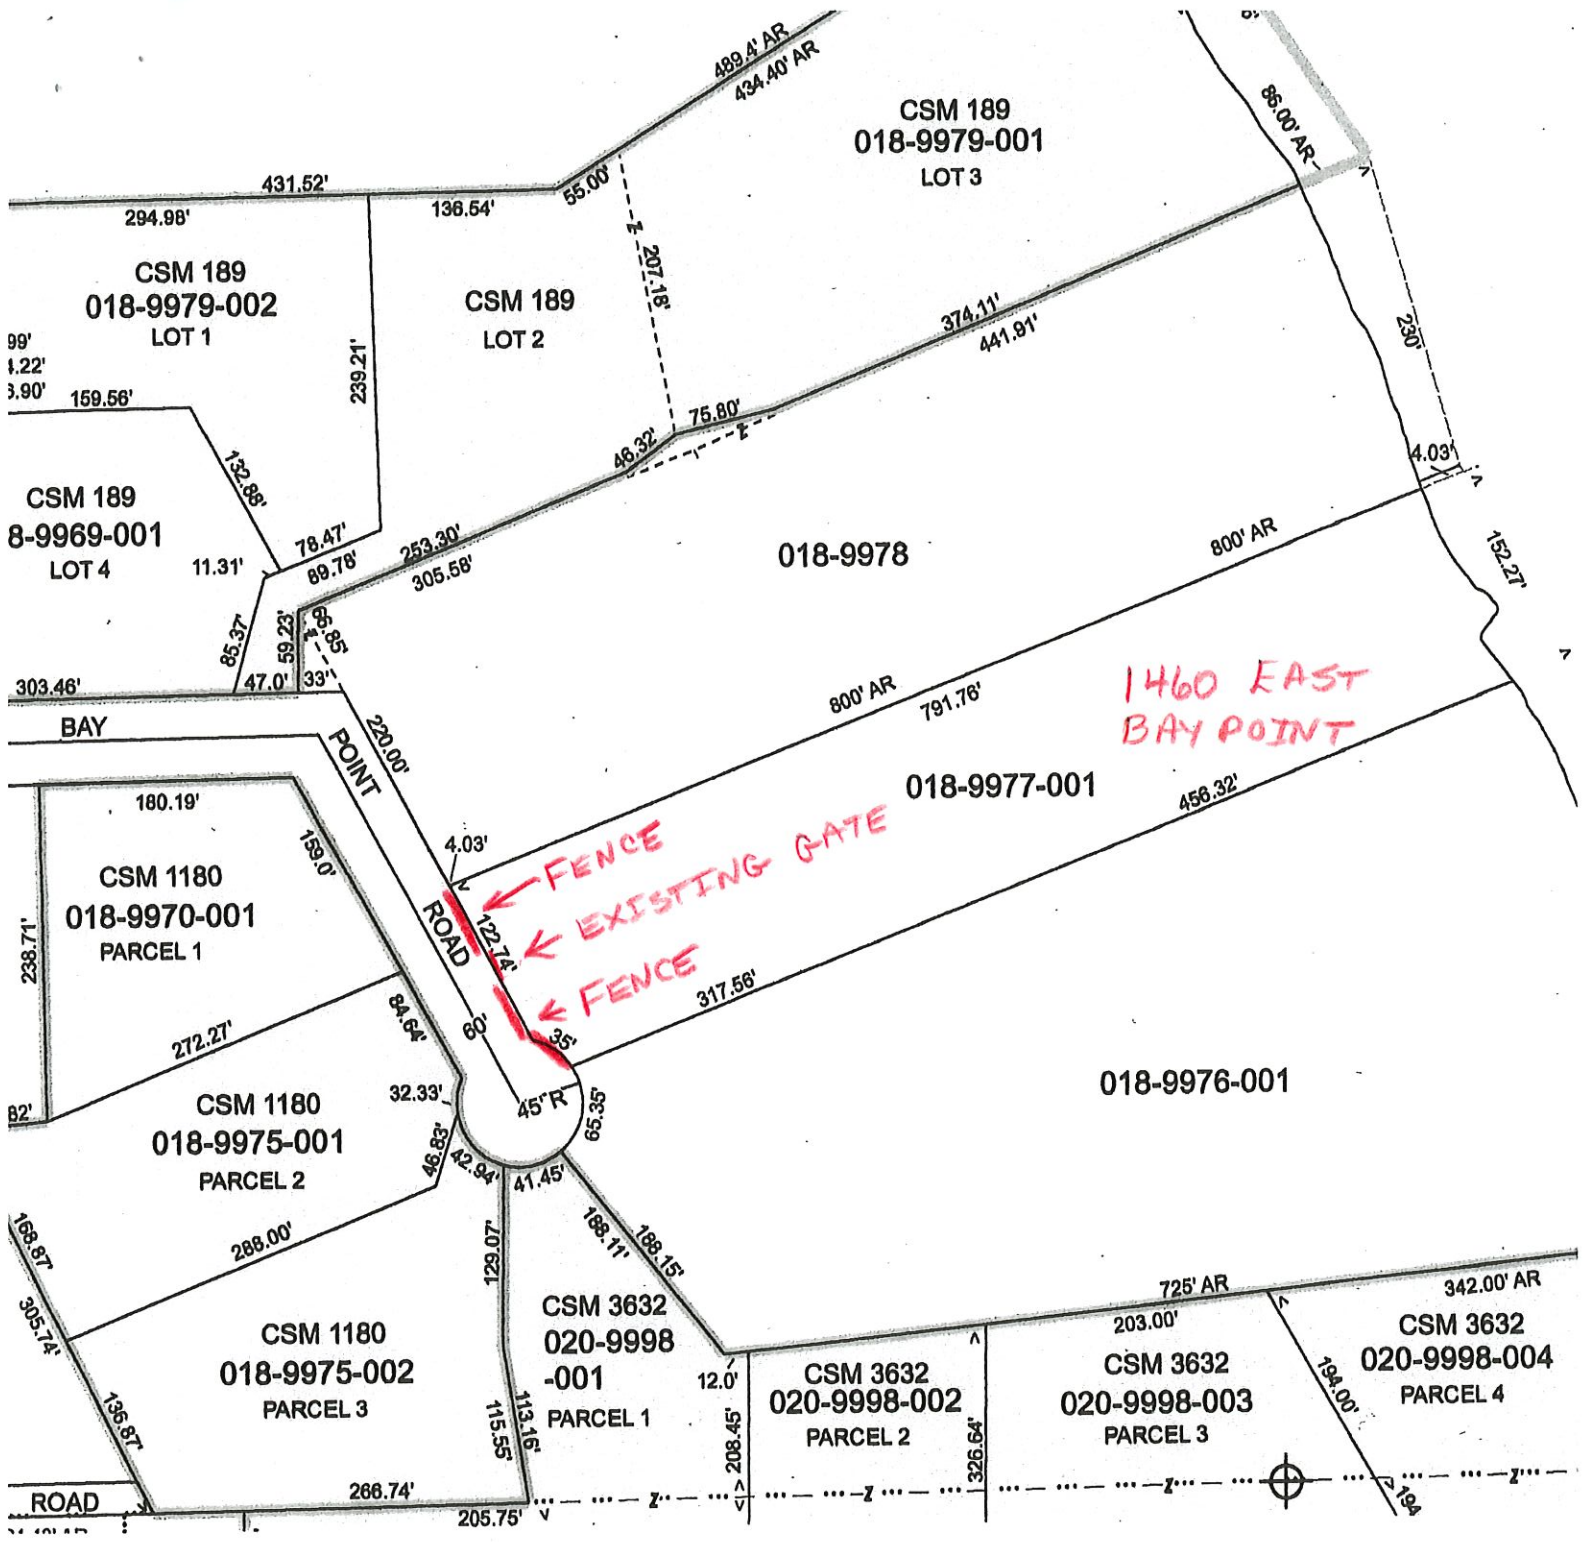 489.4' AR
434.40' AR
CSM 189
018-9979-001
LOT 3
86.00' AR
431.52'
294.98'
136.54'
55.00'
Z
207.18'
CSM 189
018-9979-002
LOT 1
CSM 189
LOT 2
374.11'
441.91'
230'
99'
4.22'
159.56'
239.21'
75.80'
Z
46.32'
4.03'
132.88'
CSM 189
8-9969-001
LOT 4
78.47'
89.78'
11.31'
253.30'
305.58'
018-9978
800' AR
152.27'
85.37'
59.23'
66.85'
Z
303.46'
47.0'
33'
BAY
POINT
ROAD
220.00'
800' AR
791.76'
1460 EAST
BAY POINT
018-9977-001
456.32'
180.19'
159.0'
4.03'
FENCE
EXISTING GATE
FENCE
122.74'
CSM 1180
018-9970-001
PARCEL 1
238.71'
317.56'
84.64'
60'
35'
272.27'
32.33'
45' R
65.35'
018-9976-001
82'
CSM 1180
018-9975-001
PARCEL 2
46.83'
42.94'
41.45'
168.87'
305.74'
288.00'
129.07'
188.11'
188.15'
725' AR
342.00' AR
203.00'
CSM 1180
018-9975-002
PARCEL 3
CSM 3632
020-9998
-001
PARCEL 1
12.0'
CSM 3632
020-9998-002
PARCEL 2
CSM 3632
020-9998-003
PARCEL 3
CSM 3632
020-9998-004
PARCEL 4
194.00'
136.87'
115.55'
113.16'
208.45'
326.64'
ROAD
266.74'
205.75'
Z
Z
Z
Z
194